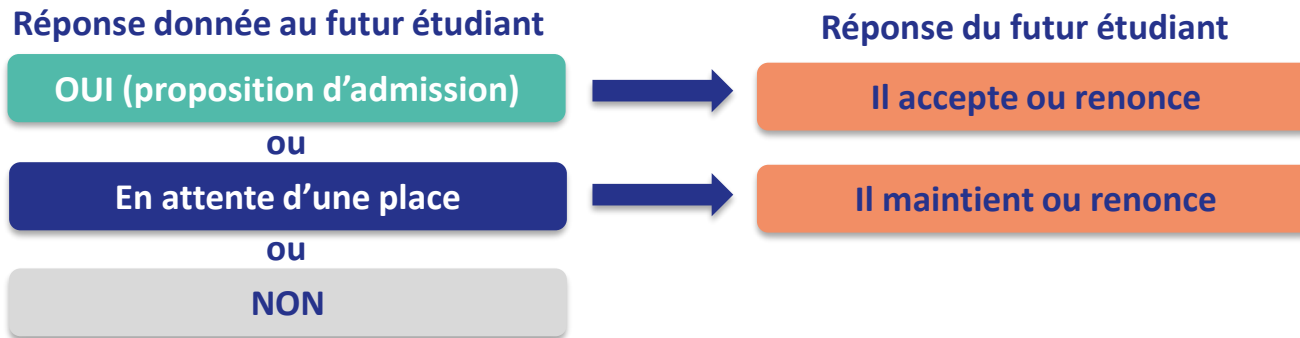 Réponse donnée au futur étudiant
Réponse du futur étudiant
OUI (proposition d’admission)
Il accepte ou renonce
ou
En attente d’une place
Il maintient ou renonce
ou
NON